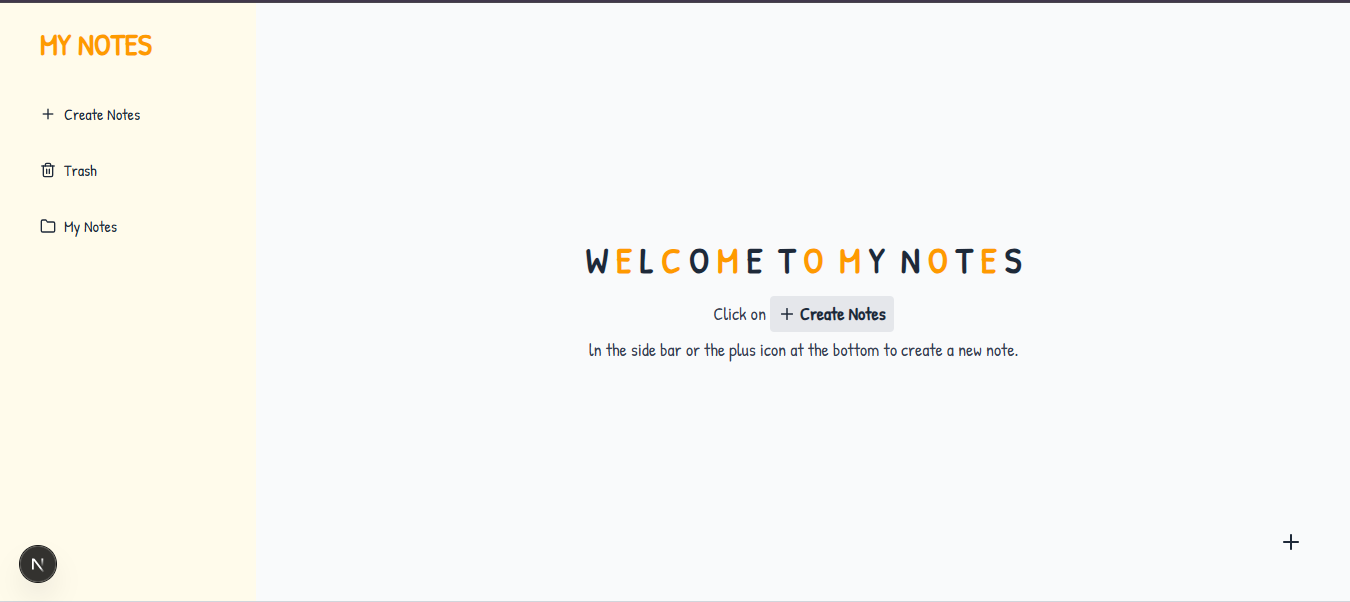 MY NOTES
Create Notes
Trash
My Notes
WELCOME TO MY NOTES
Click on + Create Notes
In the side bar or the plus icon at the bottom to create a new note.
N